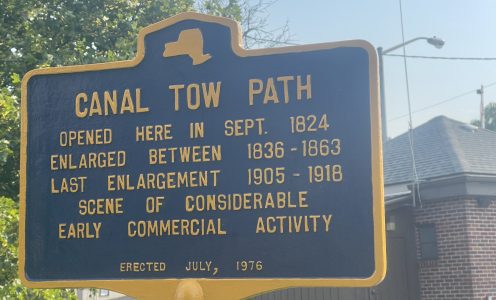 CANAL TOW PATH
OPENED HERE IN SEPT. 1824
ENLARGED BETWEEN 1836-1863
LAST ENLARGEMENT 1905-1918
SCENE OF CONSIDERABLE
EARLY COMMERCIAL ACTIVITY
ERECTED JULY, 1976